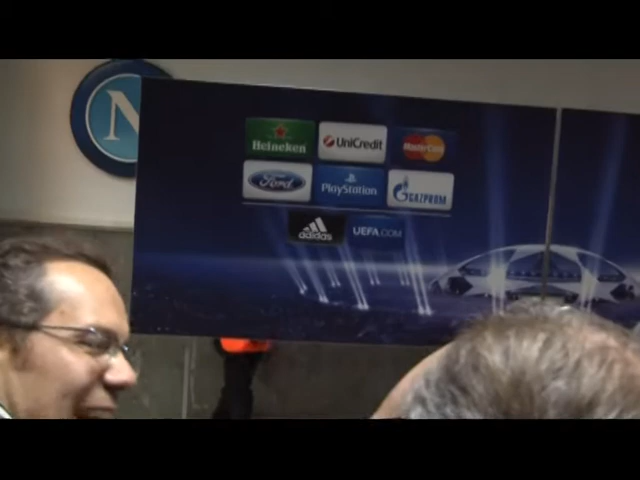 N
Heineken UniCredit MasterCard
Ford PlayStation GAZPROM
adidas UEFA.COM